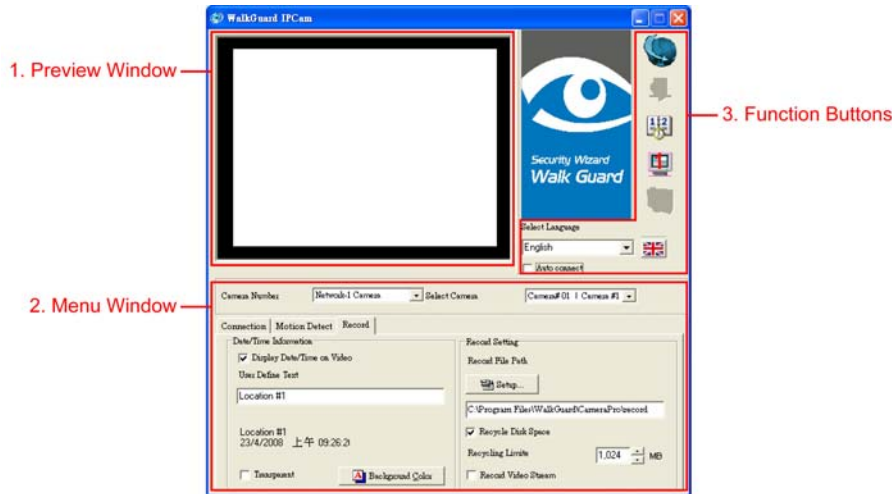 WalkGuard IPCam
1. Preview Window
3. Function Buttons
1 2
Security Wizard
Walk Guard
Select Language
English
Auto connect
2. Menu Window
Camera Number
Network-1 Camera
Select Camera
Camera# 01 | Camera #1
Connection
Motion Detect
Record
Date/Time Information
Display Date/Time on Video
User Define Text
Location #1
Location #1
23/4/2008 上午 09:26:2
Transparent
Background Color
Record Setting
Record File Path
Setup...
C:\Program Files\WalkGuard\CameraPro\record
Recycle Disk Space
Recycling Limite
1,024
MB
Record Video Stream